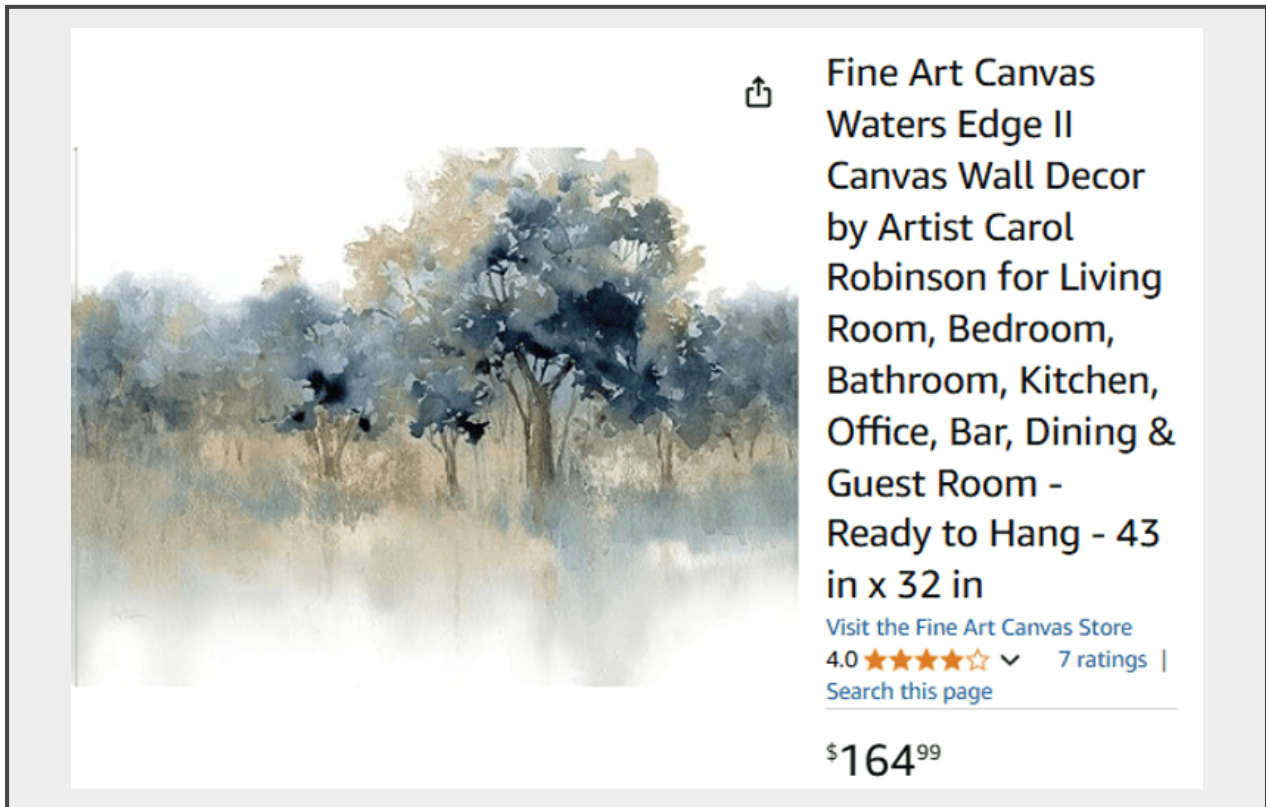 Fine Art Canvas
Waters Edge II
Canvas Wall Decor
by Artist Carol
Robinson for Living
Room, Bedroom,
Bathroom, Kitchen,
Office, Bar, Dining &
Guest Room -
Ready to Hang - 43
in x 32 in
Visit the Fine Art Canvas Store
4.0 7 ratings |
Search this page
$164.99